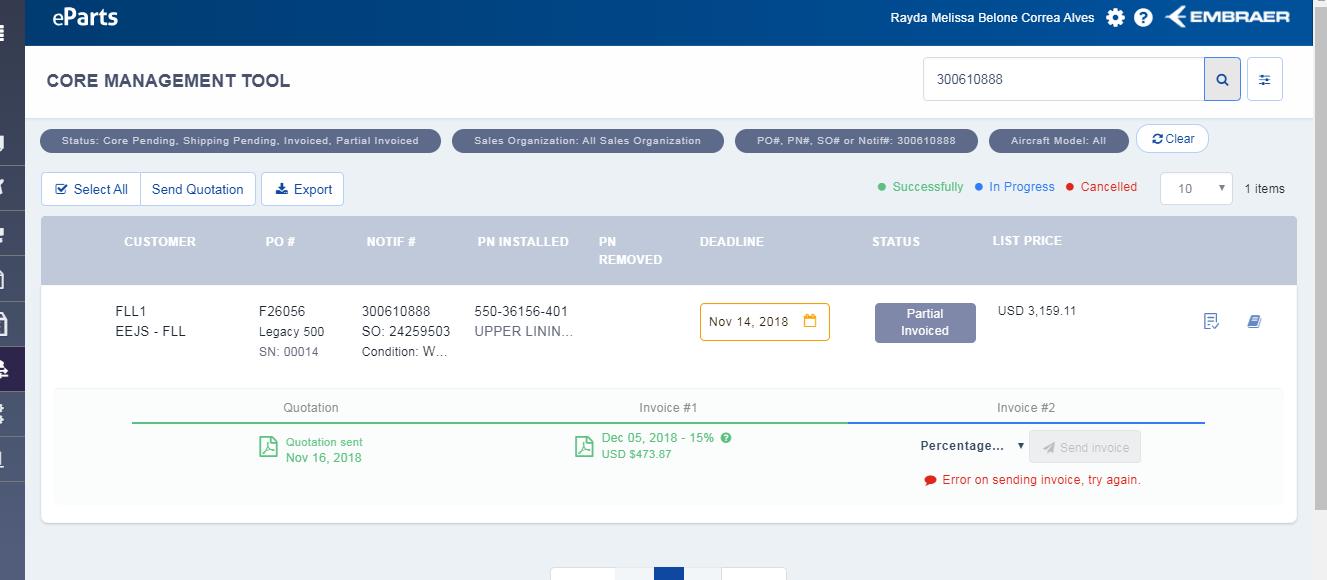 eParts
Rayda Melissa Belone Correa Alves
EMBRAER
CORE MANAGEMENT TOOL
300610888
Status: Core Pending, Shipping Pending, Invoiced, Partial Invoiced
Sales Organization: All Sales Organization
PO#, PN#, SO# or Notif#: 300610888
Aircraft Model: All
Clear
Select All
Send Quotation
Export
Successfully
In Progress
Cancelled
10
1 items
CUSTOMER
PO #
NOTIF #
PN INSTALLED
PN
REMOVED
DEADLINE
STATUS
LIST PRICE
FLL1
EEJS - FLL
F26056
Legacy 500
SN: 00014
300610888
SO: 24259503
Condition: W...
550-36156-401
UPPER LININ...
Nov 14, 2018
Partial
Invoiced
USD 3,159.11
Quotation
Quotation sent
Nov 16, 2018
Invoice #1
Dec 05, 2018 - 15%
USD $473.87
Invoice #2
Percentage...
Send invoice
Error on sending invoice, try again.